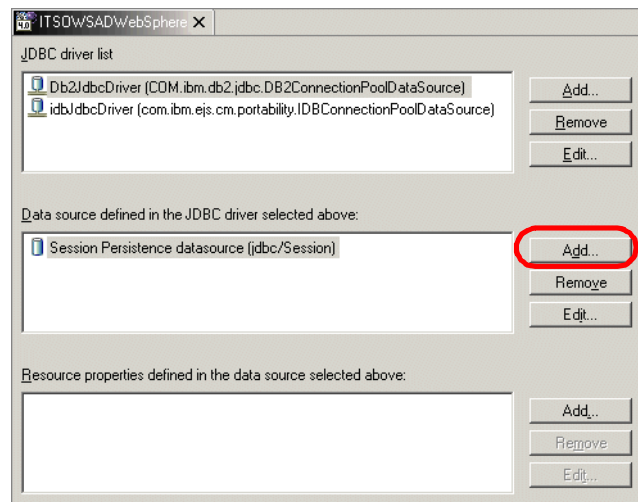 4.0 ITSOWSADWebSphere X
JDBC driver list
Db2JdbcDriver (COM.ibm.db2.jdbc.DB2ConnectionPoolDataSource)
idbJdbcDriver (com.ibm.ejs.cm.portability.IDBConnectionPoolDataSource)
Add...
Remove
Edit...
Data source defined in the JDBC driver selected above:
Session Persistence datasource (jdbc/Session)
Add...
Remove
Edit...
Resource properties defined in the data source selected above:
Add...
Remove
Edit...